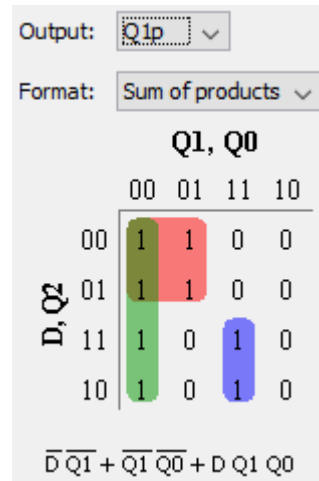 Output: Q1p
Format: Sum of products
Q1, Q0
00 01 11 10
00 1 1 0 0
01 1 1 0 0
11 1 0 1 0
10 1 0 1 0
D, Q2
D̅ Q̅1̅ + Q̅1̅ Q̅0̅ + D Q1 Q0